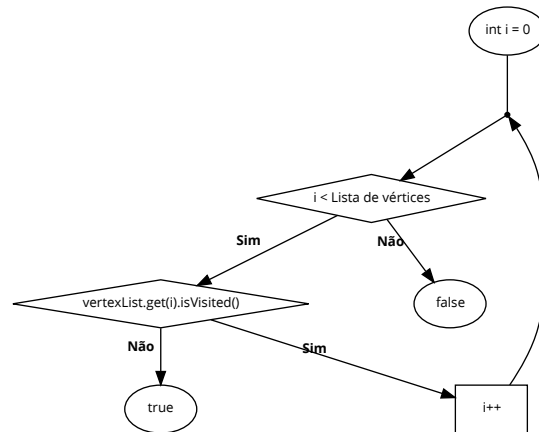 int i = 0
i < Lista de vértices
Sim
Não
vertexList.get(i).isVisited()
false
Não
Sim
true
i++